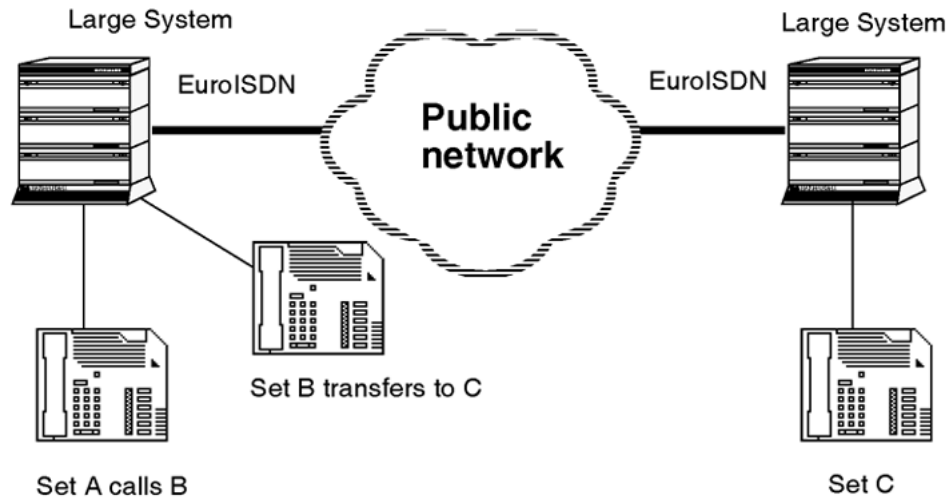 Large System
Large System
EuroISDN
EuroISDN
Public
network
Set B transfers to C
Set A calls B
Set C